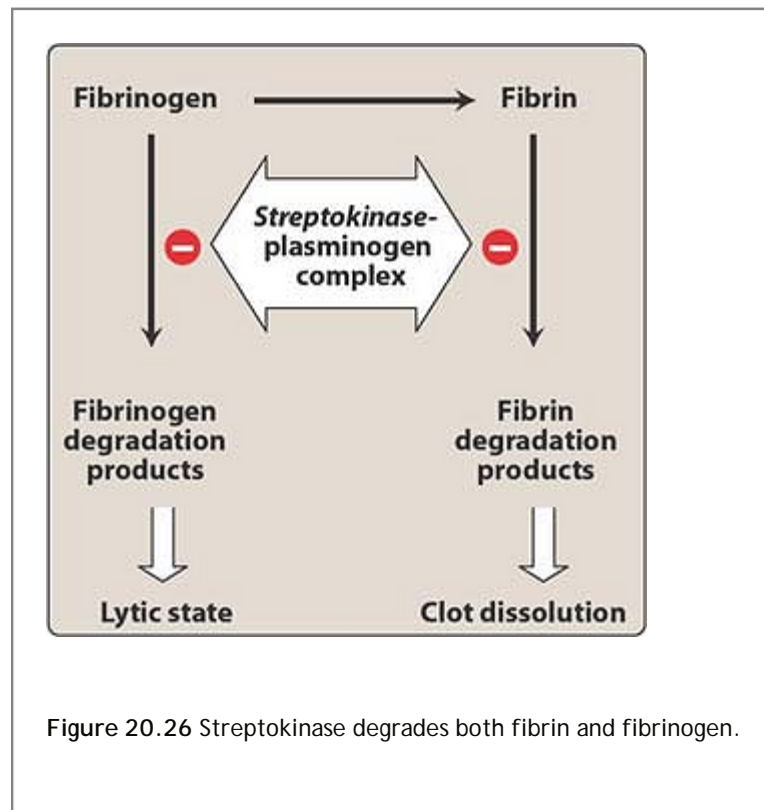 Fibrinogen
Fibrin
Streptokinase-
plasminogen
complex
Fibrinogen
degradation
products
Fibrin
degradation
products
Lytic state
Clot dissolution
Figure 20.26 Streptokinase degrades both fibrin and fibrinogen.